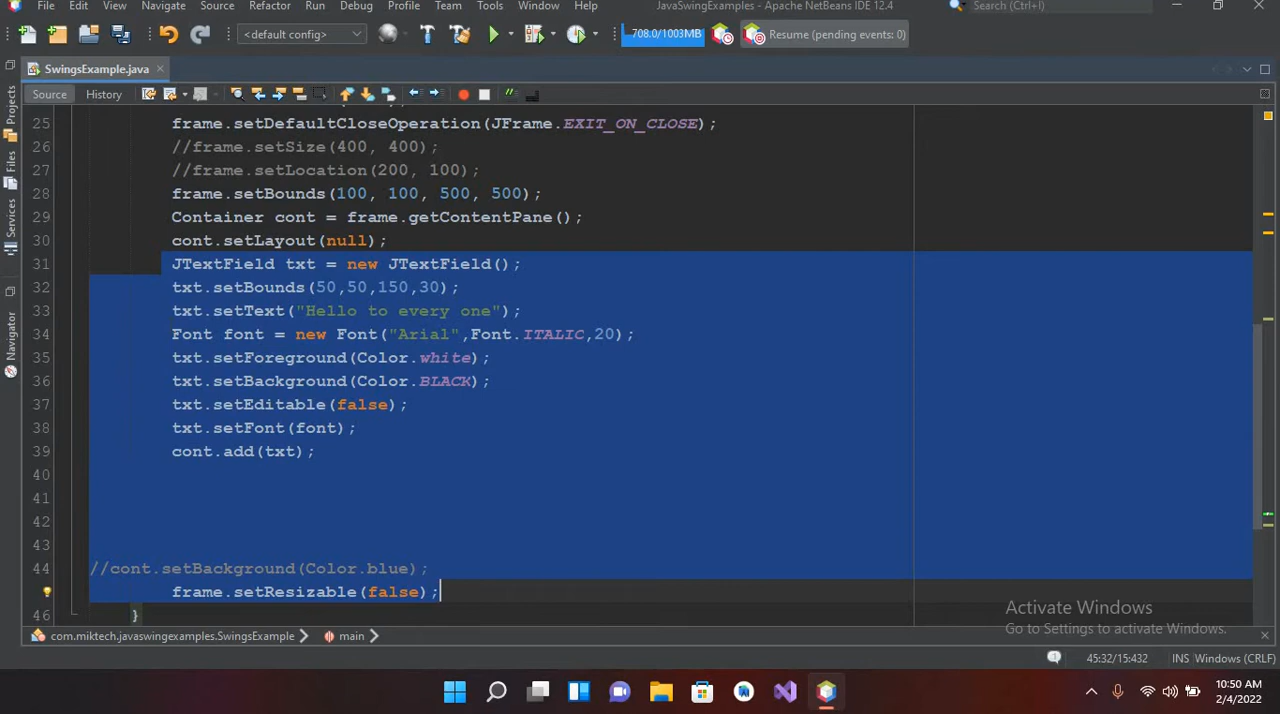 File Edit View Navigate Source Refactor Run Debug Profile Team Tools Window Help JavaSwingExamples - Apache NetBeans IDE 12.4 Search (Ctrl+I)
<default config> 708.0/1003MB Resume (pending events: 0)
SwingsExample.java
Source History
Projects
Files
Services
Navigator
25 frame.setDefaultCloseOperation(JFrame.EXIT_ON_CLOSE);
26 //frame.setSize(400, 400);
27 //frame.setLocation(200, 100);
28 frame.setBounds(100, 100, 500, 500);
29 Container cont = frame.getContentPane();
30 cont.setLayout(null);
31 JTextField txt = new JTextField();
32 txt.setBounds(50,50,150,30);
33 txt.setText("Hello to every one");
34 Font font = new Font("Arial",Font.ITALIC,20);
35 txt.setForeground(Color.white);
36 txt.setBackground(Color.BLACK);
37 txt.setEditable(false);
38 txt.setFont(font);
39 cont.add(txt);
40
41
42
43
44 //cont.setBackground(Color.blue);
frame.setResizable(false);
46 }
Activate Windows
Go to Settings to activate Windows.
com.miktech.javaswingexamples.SwingsExample main
45:32/15:432 INS Windows (CRLF)
10:50 AM
2/4/2022